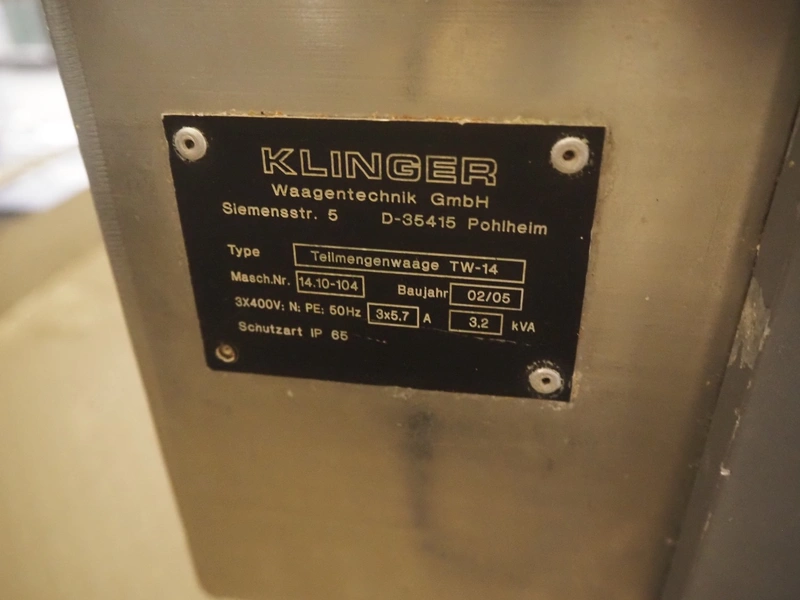 KLINGER
Waagentechnik GmbH
Siemensstr. 5 D-35415 Pohlheim
Type Teilmengenwaage TW-14
Masch.Nr. 14.10-104 Baujahr 02/05
3X400V; N; PE; 50Hz 3x5.7 A 3.2 kVA
Schutzart IP 65